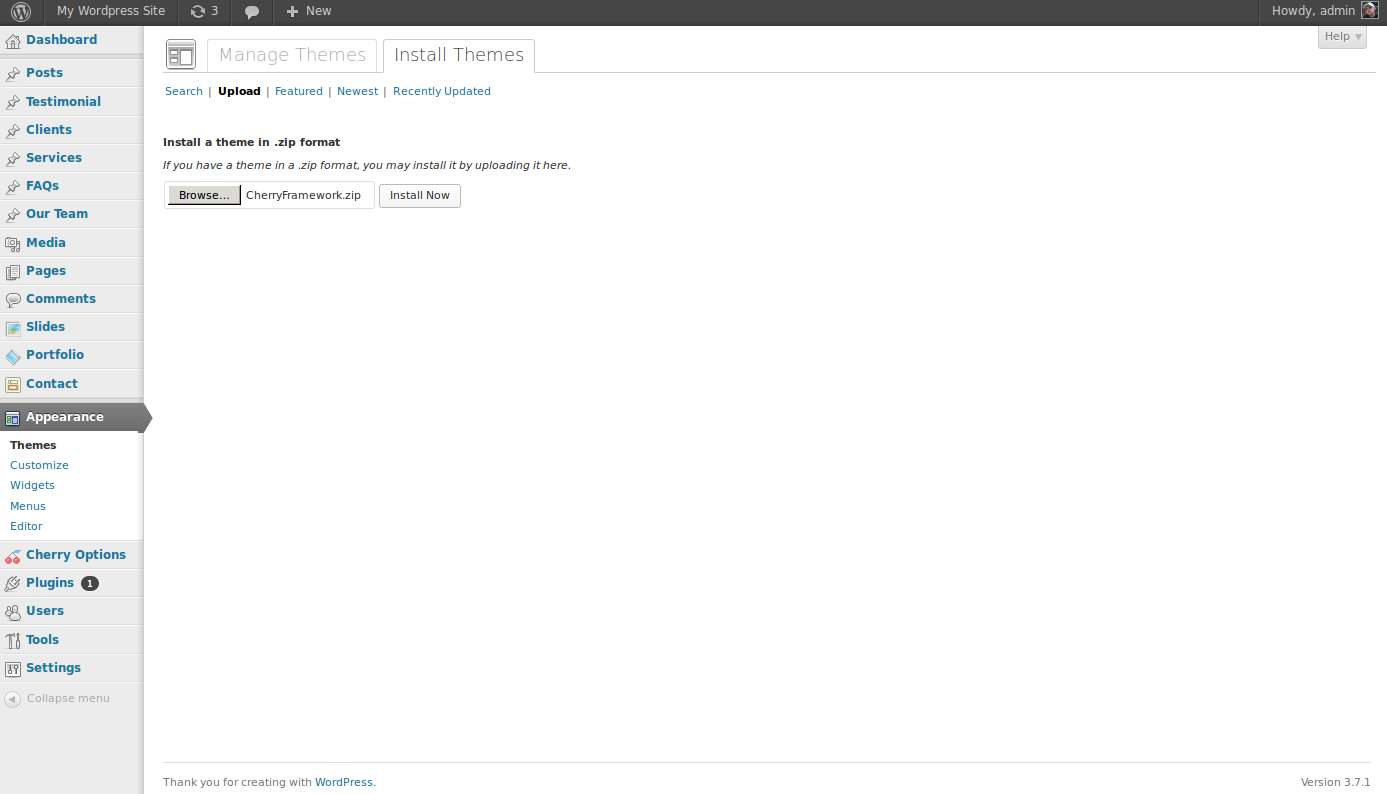 My Wordpress Site 3 New Howdy, admin
Help
Dashboard
Posts
Testimonial
Clients
Services
FAQs
Our Team
Media
Pages
Comments
Slides
Portfolio
Contact
Appearance
Themes
Customize
Widgets
Menus
Editor
Cherry Options
Plugins 1
Users
Tools
Settings
Collapse menu
Manage Themes Install Themes
Search | Upload | Featured | Newest | Recently Updated
Install a theme in .zip format
If you have a theme in a .zip format, you may install it by uploading it here.
Browse... CherryFramework.zip Install Now
Thank you for creating with WordPress. Version 3.7.1